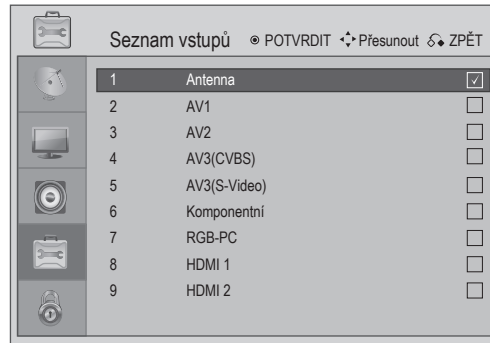 Seznam vstupů POTVRDIT Přesunout ZPĚT
1 Antenna
2 AV1
3 AV2
4 AV3(CVBS)
5 AV3(S-Video)
6 Komponentní
7 RGB-PC
8 HDMI 1
9 HDMI 2